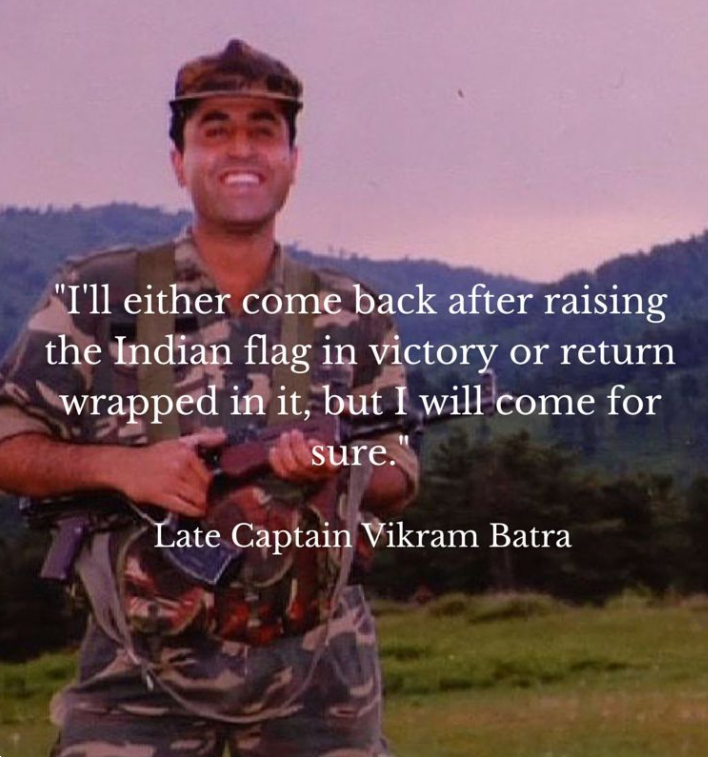 "I'll either come back after raising
the Indian flag in victory or return
wrapped in it, but I will come for
sure."
Late Captain Vikram Batra